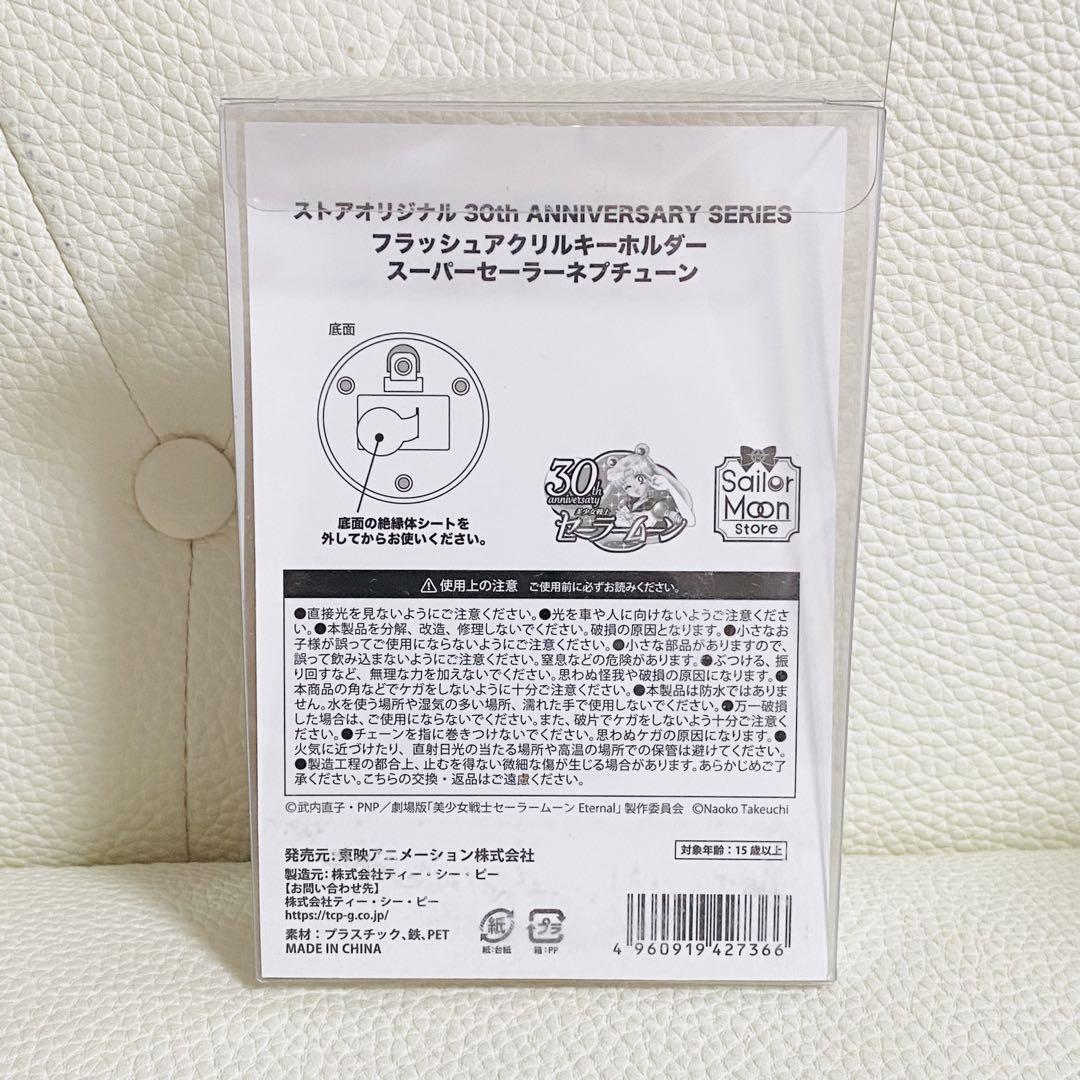 ストアオリジナル 30th ANNIVERSARY SERIES
フラッシュアクリルキーホルダー
スーパーセーラーネプチューン
底面
底面の絶縁体シートを
外してからお使いください。
30th
anniversary
美少女戦士
セーラームーン
Sailor
Moon
Store
⚠使用上の注意 ご使用前に必ずお読みください。
●直接光を見ないようにご注意ください。●光を車や人に向けないようご注意くださ
い。●本製品を分解、改造、修理しないでください。破損の原因となります。●小さなお
子様が誤ってご使用にならないようにご注意ください。●小さな部品がありますので、
誤って飲み込まないようにご注意ください。窒息などの危険があります。●ぶつける、振
り回すなど、無理な力を加えないでください。思わぬ怪我や破損の原因になります。●
本商品の角などでケガをしないように十分ご注意ください。●本製品は防水ではありま
せん。水を使う場所や湿気の多い場所、濡れた手で使用しないでください。●万一破損
した場合は、ご使用にならないでください。また、破片でケガをしないよう十分ご注意く
ださい。●チェーンを指に巻きつけないでください。思わぬケガの原因になります。●
火気に近づけたり、直射日光の当たる場所や高温の場所での保管は避けてください。
●製造工程の都合上、止むを得ない微細な傷が生じる場合があります。あらかじめご了
承ください。こちらの交換・返品はご遠慮ください。
©武内直子・PNP／劇場版「美少女戦士セーラームーン Eternal」製作委員会 ©Naoko Takeuchi
発売元：東映アニメーション株式会社
対象年齢：15歳以上
製造元：株式会社ティー・シー・ピー
【お問い合わせ先】
株式会社ティー・シー・ピー
https://tcp-g.co.jp/
素材：プラスチック、鉄、PET
MADE IN CHINA
紙
紙：台紙
プラ
箱：PP
4 960919 427366